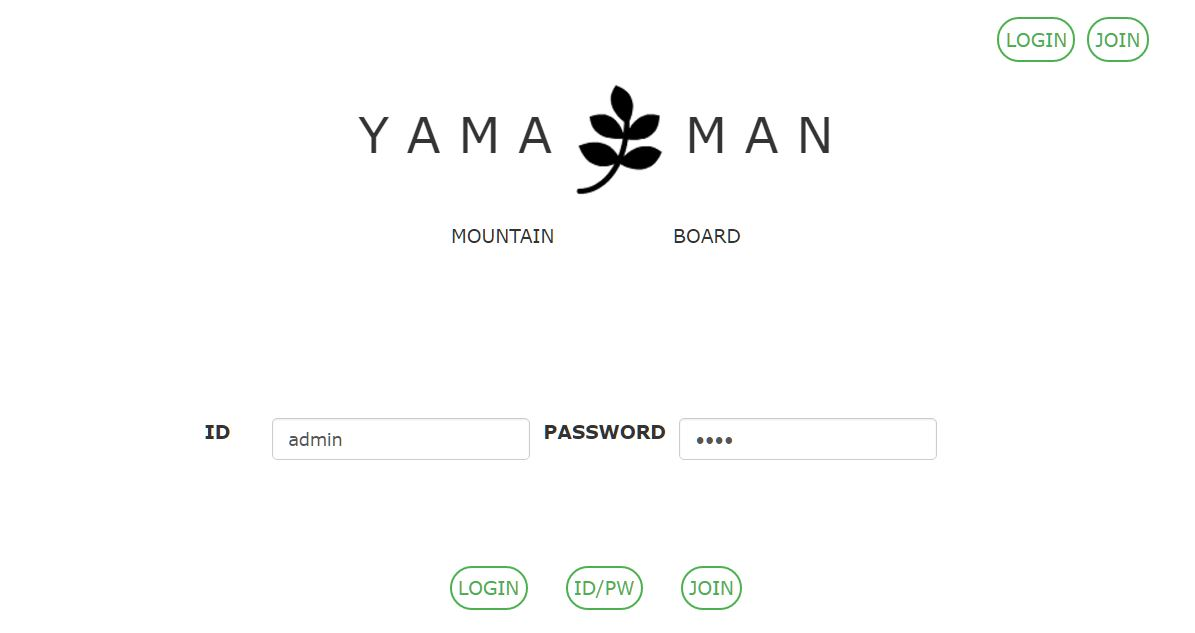 LOGIN JOIN
YAMA MAN
MOUNTAIN BOARD
ID admin PASSWORD ••••
LOGIN ID/PW JOIN